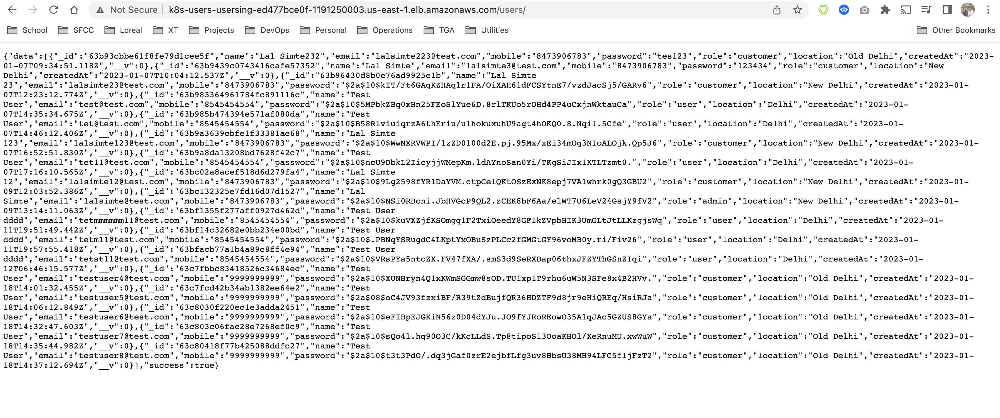 Not Secure | k8s-users-usersing-ed477bce0f-1191250003.us-east-1.elb.amazonaws.com/users/
School SFCC Loreal XT Projects DevOps Personal Operations TGA Utilities Other Bookmarks
{"data":[{"_id":"63b93cbbe61f8fe79d1cee5f","name":"Lal Simte232","email":"lalsimte223@test.com","mobile":"8473906783","password":"tes123","role":"customer","location":"Old Delhi","createdAt":"2023-
01-07T09:34:51.118Z","__v":0},{"_id":"63b9439c0743416cafe57352","name":"Lal Simte","email":"lalsimte3@test.com","mobile":"8473906783","password":"123434","role":"customer","location":"New
Delhi","createdAt":"2023-01-07T10:04:12.537Z","__v":0},{"_id":"63b96430d8b0e76ad9925e1b","name":"Lal Simte
23","email":"lalsimte23@test.com","mobile":"8473906783","password":"$2a$10$kIT/Ft6GAqKZHAqlr1FA/OiXAH61dFCSYtnE7/vzdJacSj5/GARv6","role":"customer","location":"New Delhi","createdAt":"2023-01-
07T12:23:12.774Z","__v":0},{"_id":"63b983364961784fc891116c","name":"Test
User","email":"test@test.com","mobile":"8545454554","password":"$2a$10$5MPbkZBq0xHn25FEoSlYue6D.8rlTKUo5rOHd4PP4uCxjnWktauCa","role":"user","location":"Delhi","createdAt":"2023-01-
07T14:35:34.675Z","__v":0},{"_id":"63b985b474394e571af080da","name":"Test
User","email":"tet@test.com","mobile":"8545454554","password":"$2a$10$B58RlviuiqrzA6thEriu/ulhokuxuhU9agt4hOKQ0.8.Nqil.5Cfe","role":"user","location":"Delhi","createdAt":"2023-01-
07T14:46:12.406Z","__v":0},{"_id":"63b9a3639cbfe1f33381ae68","name":"Lal Simte
123","email":"lalsimte123@test.com","mobile":"8473906783","password":"$2a$10$WwNXRVWPI/1zZD0100d2E.pj.95Mx/xEi34mOg3NIoALOjk.Qp5J6","role":"customer","location":"New Delhi","createdAt":"2023-01-
07T16:52:51.830Z","__v":0},{"_id":"63b9a8da13208bd7628f42c7","name":"Test
User","email":"tet11@test.com","mobile":"8545454554","password":"$2a$10$ncU9DbkL2IicyjjWMepKm.ldAYnoSan0Yi/TKgSiJIx1KTLTzmt0.","role":"user","location":"Delhi","createdAt":"2023-01-
07T17:16:10.565Z","__v":0},{"_id":"63bc02a8acef518d6d279fa4","name":"Lal Simte
12","email":"lalsimte12@test.com","mobile":"8473906783","password":"$2a$10$9Lg2598fYR1DaYVM.ctpCelQKtOSzExNK8epj7VA1whrk0gQ3GBU2","role":"customer","location":"New Delhi","createdAt":"2023-01-
09T12:03:52.386Z","__v":0},{"_id":"63bc132325e7fd16d07d1527","name":"Lal
Simte","email":"lalsimte@test.com","mobile":"8473906783","password":"$2a$10$NSi0RBcni.JbHVGcP9QL2.zCEK8bF6Aa/elWT7U6LeV24GsjY9fV2","role":"admin","location":"New Delhi","createdAt":"2023-01-
09T13:14:11.063Z","__v":0},{"_id":"63bf1355f277aff0927d462d","name":"Test User
dddd","email":"tetmmmmmm11@test.com","mobile":"8545454554","password":"$2a$10$kuVXZjfKSOmgq1F2TxiOeedY8GF1kZVpbHIK3UmGLtJtLLKzgjsWq","role":"user","location":"Delhi","createdAt":"2023-01-
11T19:51:49.442Z","__v":0},{"_id":"63bf14c32682e0bb234e00bd","name":"Test User
dddd","email":"tetm11@test.com","mobile":"8545454554","password":"$2a$10$.PBNqYSRugdC4LKptYxOBuSzPLCc2fGMGtGY96voMB0y.ri/Fiv26","role":"user","location":"Delhi","createdAt":"2023-01-
11T19:57:55.418Z","__v":0},{"_id":"63bfacb77a1b4a89c8ff4e94","name":"Test User
dddd","email":"tetst11@test.com","mobile":"8545454554","password":"$2a$10$VRsPYa5ntcZX.FV47fXA/.smS3d9SeRXBap06thxJFZYThGSnZIqi","role":"user","location":"Delhi","createdAt":"2023-01-
12T06:46:15.577Z","__v":0},{"_id":"63c7fbbc83418526c34684ec","name":"Test
User","email":"testuser4@test.com","mobile":"9999999999","password":"$2a$10$XUNHryn4Q1xKWmSGGmw8sOD.TU1xp1T9rhu6uW5N3SFe8x4B2HVv.","role":"customer","location":"Old Delhi","createdAt":"2023-01-
18T14:01:32.455Z","__v":0},{"_id":"63c7fcd42b34ab1382ee64e2","name":"Test
User","email":"testuser5@test.com","mobile":"9999999999","password":"$2a$08$oC4JV93fzxiBF/R39tZdBujfQR36HDZTF9d8jr9eHiQREq/HsiRJa","role":"customer","location":"Old Delhi","createdAt":"2023-01-
18T14:06:12.849Z","__v":0},{"_id":"63c8030f220ec1e3adda2451","name":"Test
User","email":"testuser6@test.com","mobile":"9999999999","password":"$2a$10$eFIBpEJGKiN56z0D04dYJu.JO9fYJRoREowO35A1qJAc5GZUS8GYa","role":"customer","location":"Old Delhi","createdAt":"2023-01-
18T14:32:47.603Z","__v":0},{"_id":"63c803c06fac28e7268ef0c9","name":"Test
User","email":"testuser7@test.com","mobile":"9999999999","password":"$2a$10$sQo4l.hq90O3C/kKcLLdS.Tp8tipoS13OoaKHOl/XeRnuMU.xwWuW","role":"customer","location":"Old Delhi","createdAt":"2023-01-
18T14:35:44.982Z","__v":0},{"_id":"63c80418f77b425088ddfc27","name":"Test
User","email":"testuser8@test.com","mobile":"9999999999","password":"$2a$10$t3t3PdO/.dq3jGaf0zrE2ejbfLfg3uv8HbsU38MH94LFC5fljFzT2","role":"customer","location":"Old Delhi","createdAt":"2023-01-
18T14:37:12.694Z","__v":0}],"success":true}